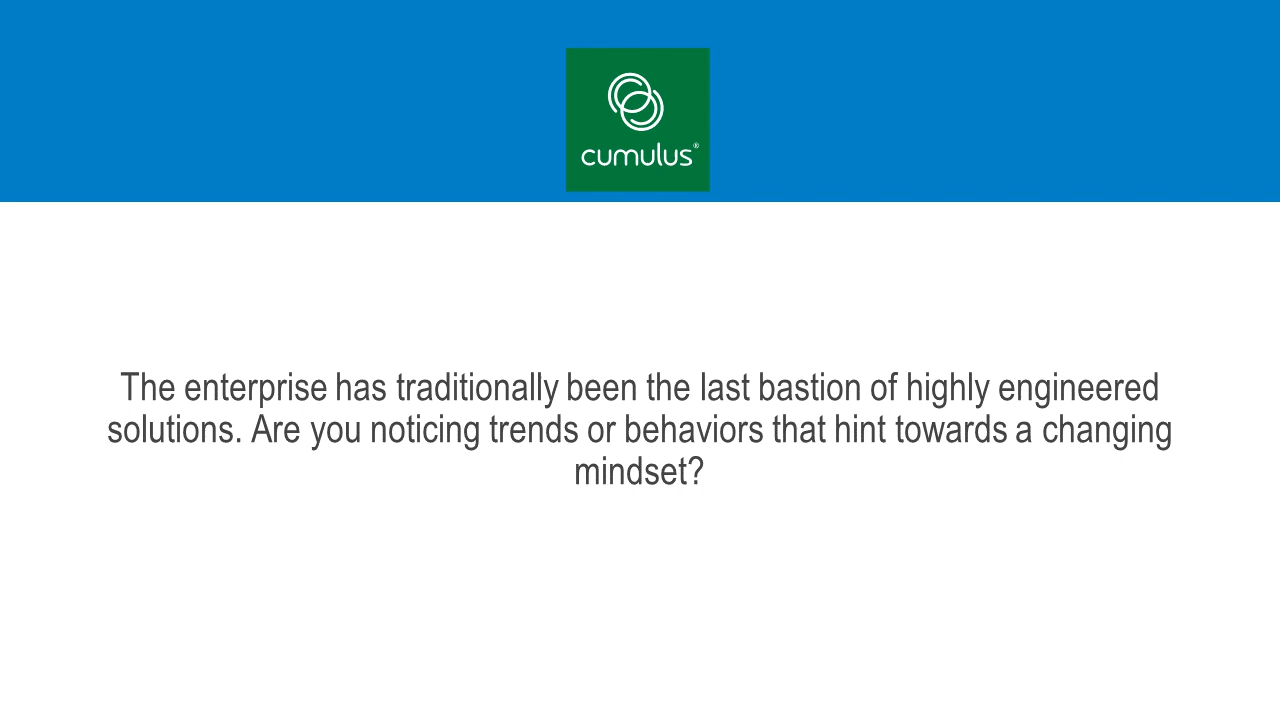 cumulus®
The enterprise has traditionally been the last bastion of highly engineered
solutions. Are you noticing trends or behaviors that hint towards a changing
mindset?